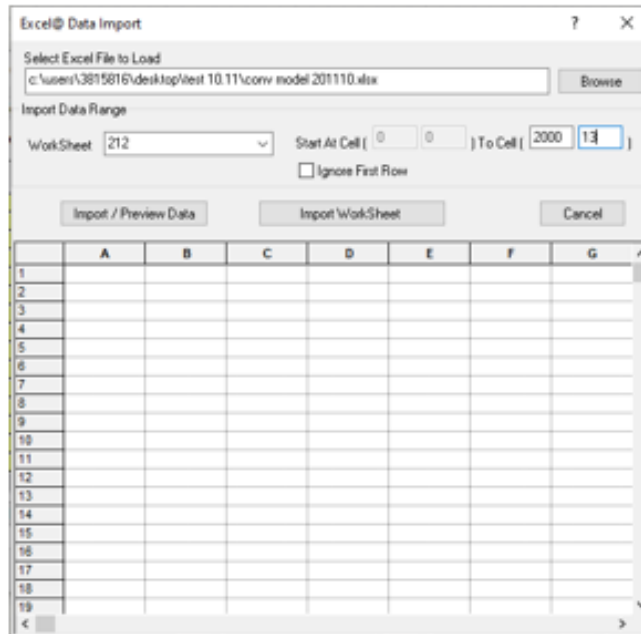 Excel@ Data Import ? ×
Select Excel File to Load
c:\users\3815816\desktop\test 10.11\conv model 201110.xlsx Browse
Import Data Range
WorkSheet 212 Start At Cell ( 0 0 ) To Cell ( 2000 13 )
Ignore First Row
Import / Preview Data Import WorkSheet Cancel
A B C D E F G
1
2
3
4
5
6
7
8
9
10
11
12
13
14
15
16
17
18
19